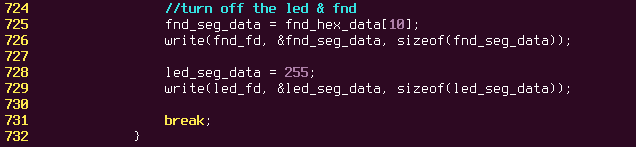 724 //turn off the led & fnd
725 fnd_seg_data = fnd_hex_data[10];
726 write(fnd_fd, &fnd_seg_data, sizeof(fnd_seg_data));
727
728 led_seg_data = 255;
729 write(led_fd, &led_seg_data, sizeof(led_seg_data));
730
731 break;
732 }